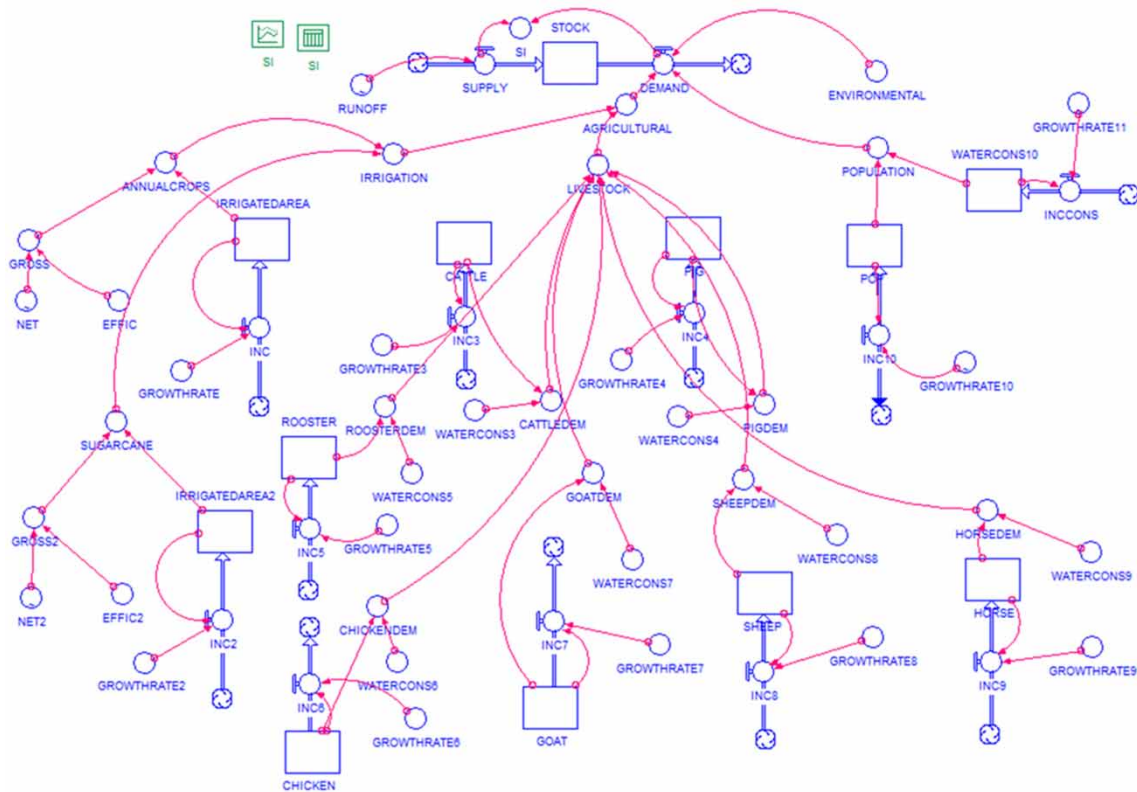 STOCK
SI
SI
SI
SUPPLY
DEMAND
RUNOFF
ENVIRONMENTAL
GROWTHRATE11
AGRICULTURAL
WATERCONS10
POPULATION
IRRIGATION
ANNUALCROPS
LIVESTOCK
INCCONS
IRRIGATEDAREA
GROSS
CATTLE
PIG
POP
NET
EFFIC
INC
INC3
INC4
INC10
GROWTHRATE3
GROWTHRATE4
GROWTHRATE10
GROWTHRATE
ROOSTER
ROOSTERDEM
WATERCONS3
CATTLEDEM
WATERCONS4
PIGDEM
SUGARCANE
WATERCONS5
GOATDEM
SHEEPDEM
IRRIGATEDAREA2
HORSEDEM
GROSS2
INC5
GROWTHRATE5
WATERCONS7
WATERCONS8
WATERCONS9
NET2
EFFIC2
CHICKENDEM
SHEEP
HORSE
INC2
INC7
GROWTHRATE7
GROWTHRATE8
GROWTHRATE9
GROWTHRATE2
WATERCONS6
INC8
INC9
INC6
GROWTHRATE6
GOAT
CHICKEN